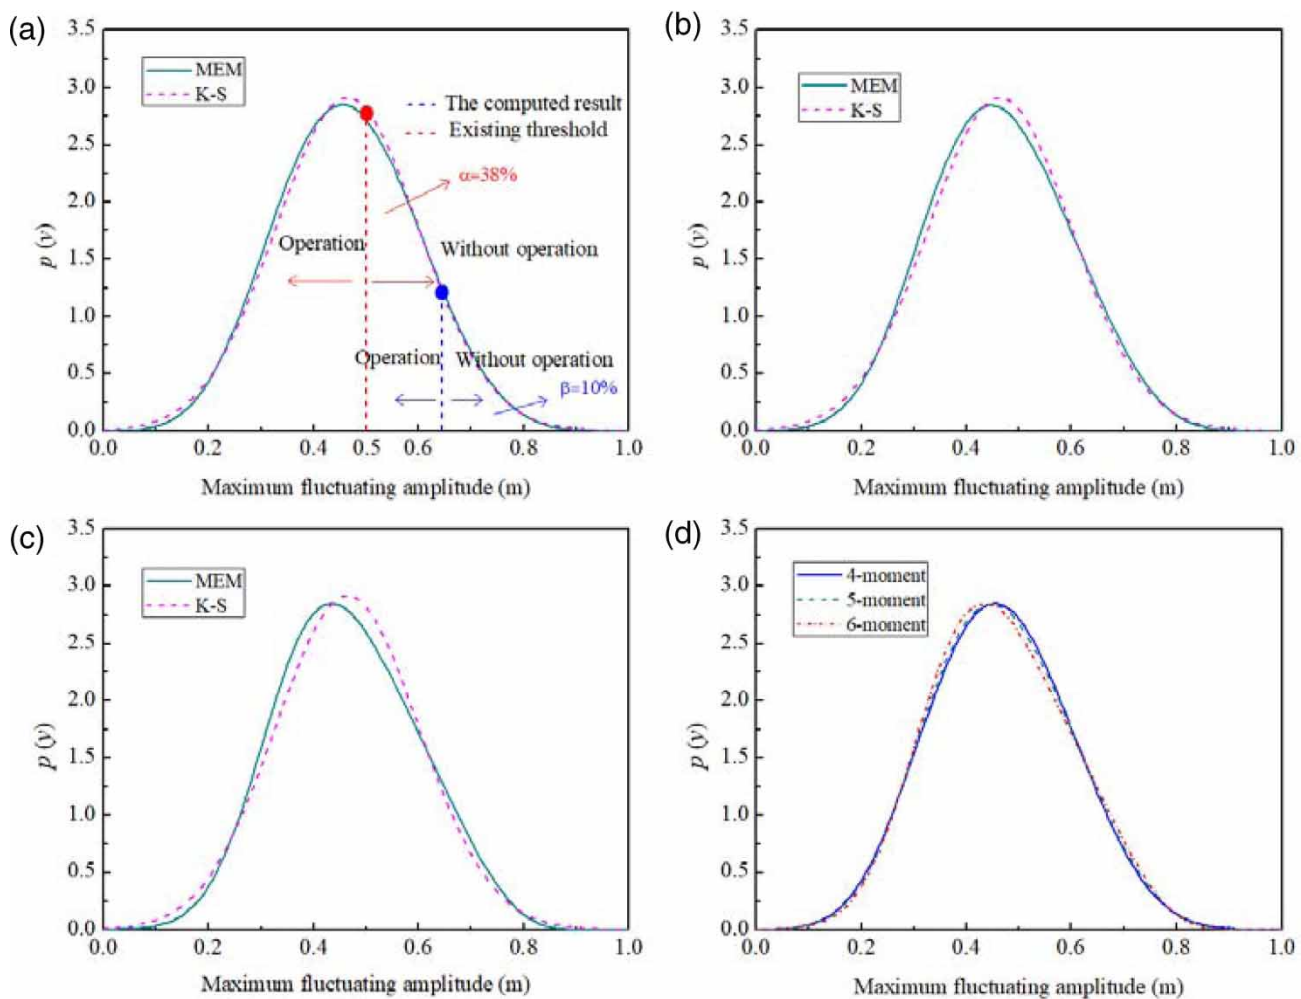 (a)
3.5
3.0
2.5
2.0
1.5
1.0
0.5
0.0
p (v)
MEM
K-S
The computed result
Existing threshold
α=38%
Operation
Without operation
Operation
Without operation
β=10%
0.0 0.2 0.4 0.5 0.6 0.8 1.0
Maximum fluctuating amplitude (m)
(b)
3.5
3.0
2.5
2.0
1.5
1.0
0.5
0.0
p (v)
MEM
K-S
0.0 0.2 0.4 0.6 0.8 1.0
Maximum fluctuating amplitude (m)
(c)
3.5
3.0
2.5
2.0
1.5
1.0
0.5
0.0
p (v)
MEM
K-S
0.0 0.2 0.4 0.6 0.8 1.0
Maximum fluctuating amplitude (m)
(d)
3.5
3.0
2.5
2.0
1.5
1.0
0.5
0.0
p (v)
4-moment
5-moment
6-moment
0.0 0.2 0.4 0.6 0.8 1.0
Maximum fluctuating amplitude (m)